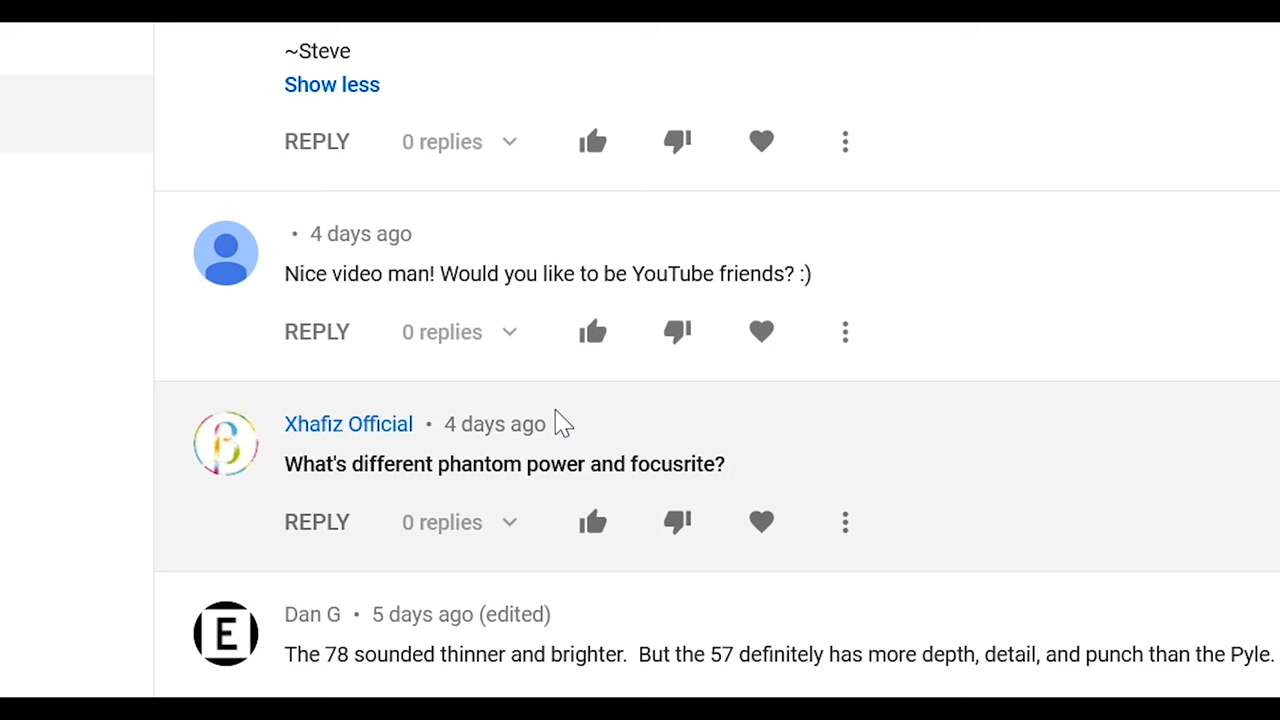 ~Steve
Show less
REPLY 0 replies
• 4 days ago
Nice video man! Would you like to be YouTube friends? :)
REPLY 0 replies
Xhafiz Official • 4 days ago
What's different phantom power and focusrite?
REPLY 0 replies
E
Dan G • 5 days ago (edited)
The 78 sounded thinner and brighter.  But the 57 definitely has more depth, detail, and punch than the Pyle.